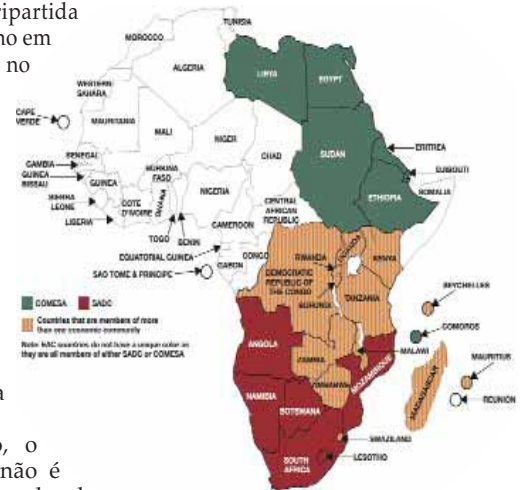 ripartida
no em
no
TUNISIA
MOROCCO
ALGERIA
LIBYA
EGYPT
WESTERN
SAHARA
CAPE
VERDE
MAURITANIA
MALI
NIGER
CHAD
SUDAN
ERITREA
DJIBOUTI
SOMALIA
ETHIOPIA
SENEGAL
GAMBIA
GUINEA
BISSAU
GUINEA
SIERRA
LEONE
LIBERIA
COTE
D'IVOIRE
BURKINA
FASO
GHANA
TOGO
BENIN
NIGERIA
CAMEROON
CENTRAL
AFRICAN
REPUBLIC
EQUATORIAL GUINEA
SAO TOME & PRINCIPE
GABON
CONGO
RWANDA
UGANDA
KENYA
DEMOCRATIC
REPUBLIC OF
THE CONGO
BURUNDI
TANZANIA
SEYCHELLES
COMOROS
COMESA
SADC
Countries that are members of more
than one economic community
Note: EAC countries do not have a unique color as
they are all members of either SADC or COMESA
ANGOLA
ZAMBIA
MALAWI
MOZAMBIQUE
ZIMBABWE
MADAGASCAR
MAURITIUS
REUNION
NAMIBIA
BOTSWANA
SWAZILAND
LESOTHO
SOUTH
AFRICA
a
o, o
não é